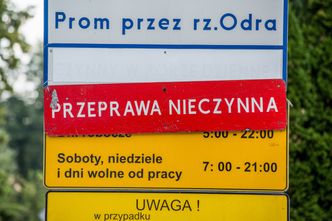 Prom przez rz.Odra
PRZEPRAWA NIECZYNNA
5:00 - 22:00
Soboty, niedziele 7:00 - 21:00
i dni wolne od pracy
UWAGA !
w przypadku